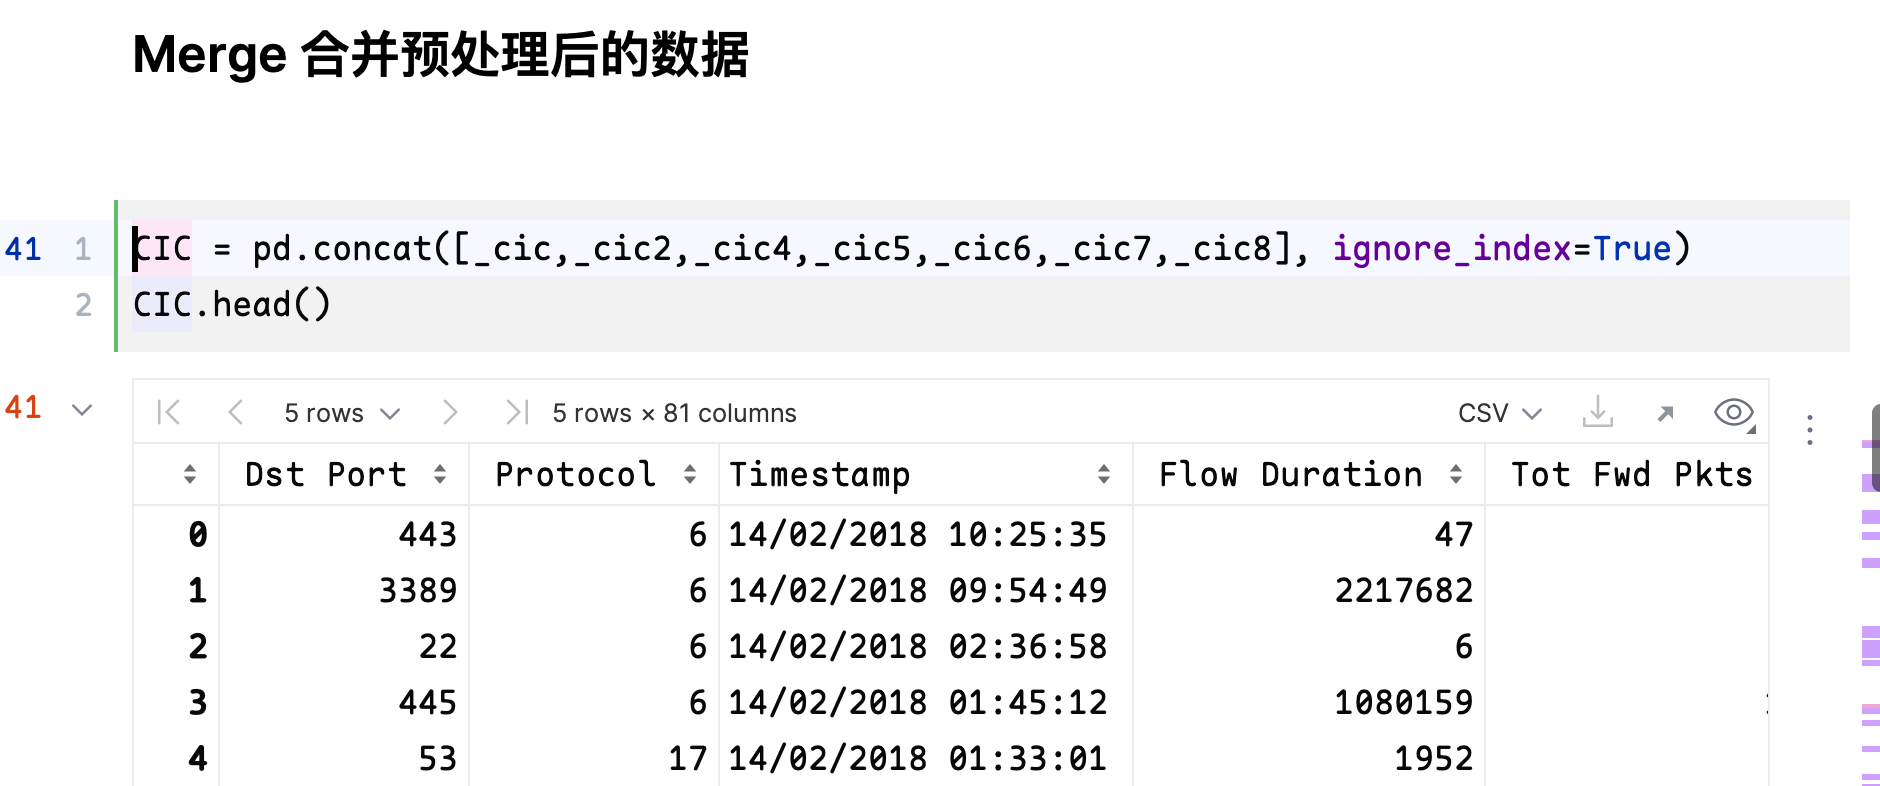 Merge 合并预处理后的数据
41 1 CIC = pd.concat([_cic,_cic2,_cic4,_cic5,_cic6,_cic7,_cic8], ignore_index=True)
2 CIC.head()
41 5 rows 5 rows × 81 columns CSV
Dst Port Protocol Timestamp Flow Duration Tot Fwd Pkts
0 443 6 14/02/2018 10:25:35 47
1 3389 6 14/02/2018 09:54:49 2217682
2 22 6 14/02/2018 02:36:58 6
3 445 6 14/02/2018 01:45:12 1080159
4 53 17 14/02/2018 01:33:01 1952